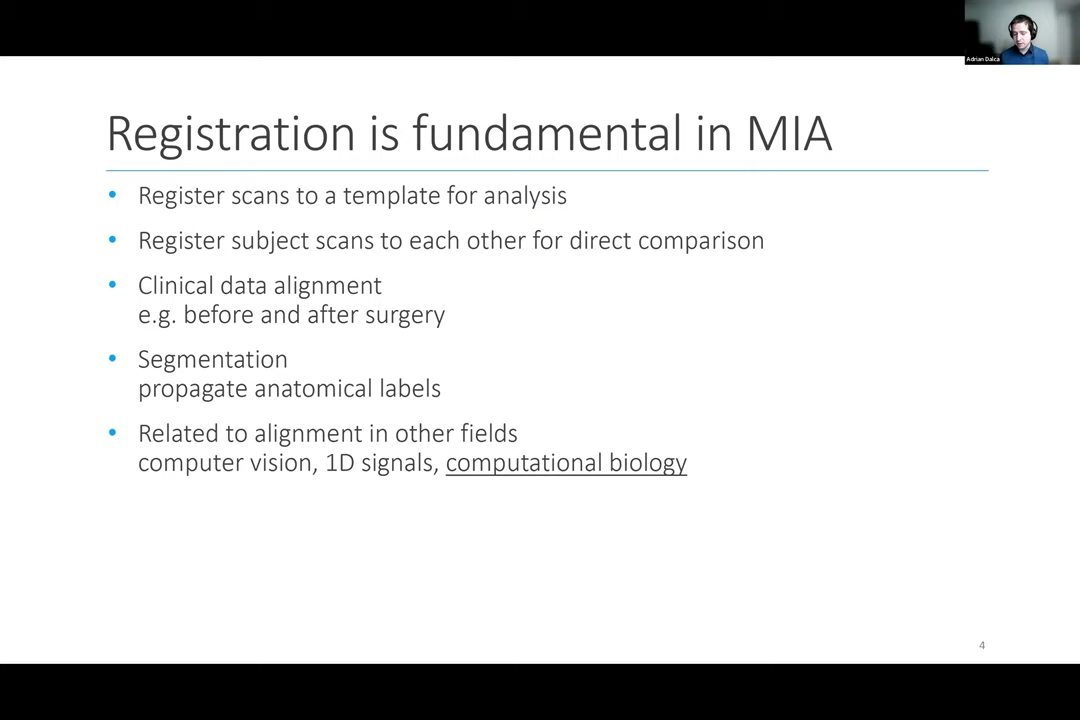 Adrian Dalca
Registration is fundamental in MIA
• Register scans to a template for analysis
• Register subject scans to each other for direct comparison
• Clinical data alignment
e.g. before and after surgery
• Segmentation
propagate anatomical labels
• Related to alignment in other fields
computer vision, 1D signals, computational biology
4